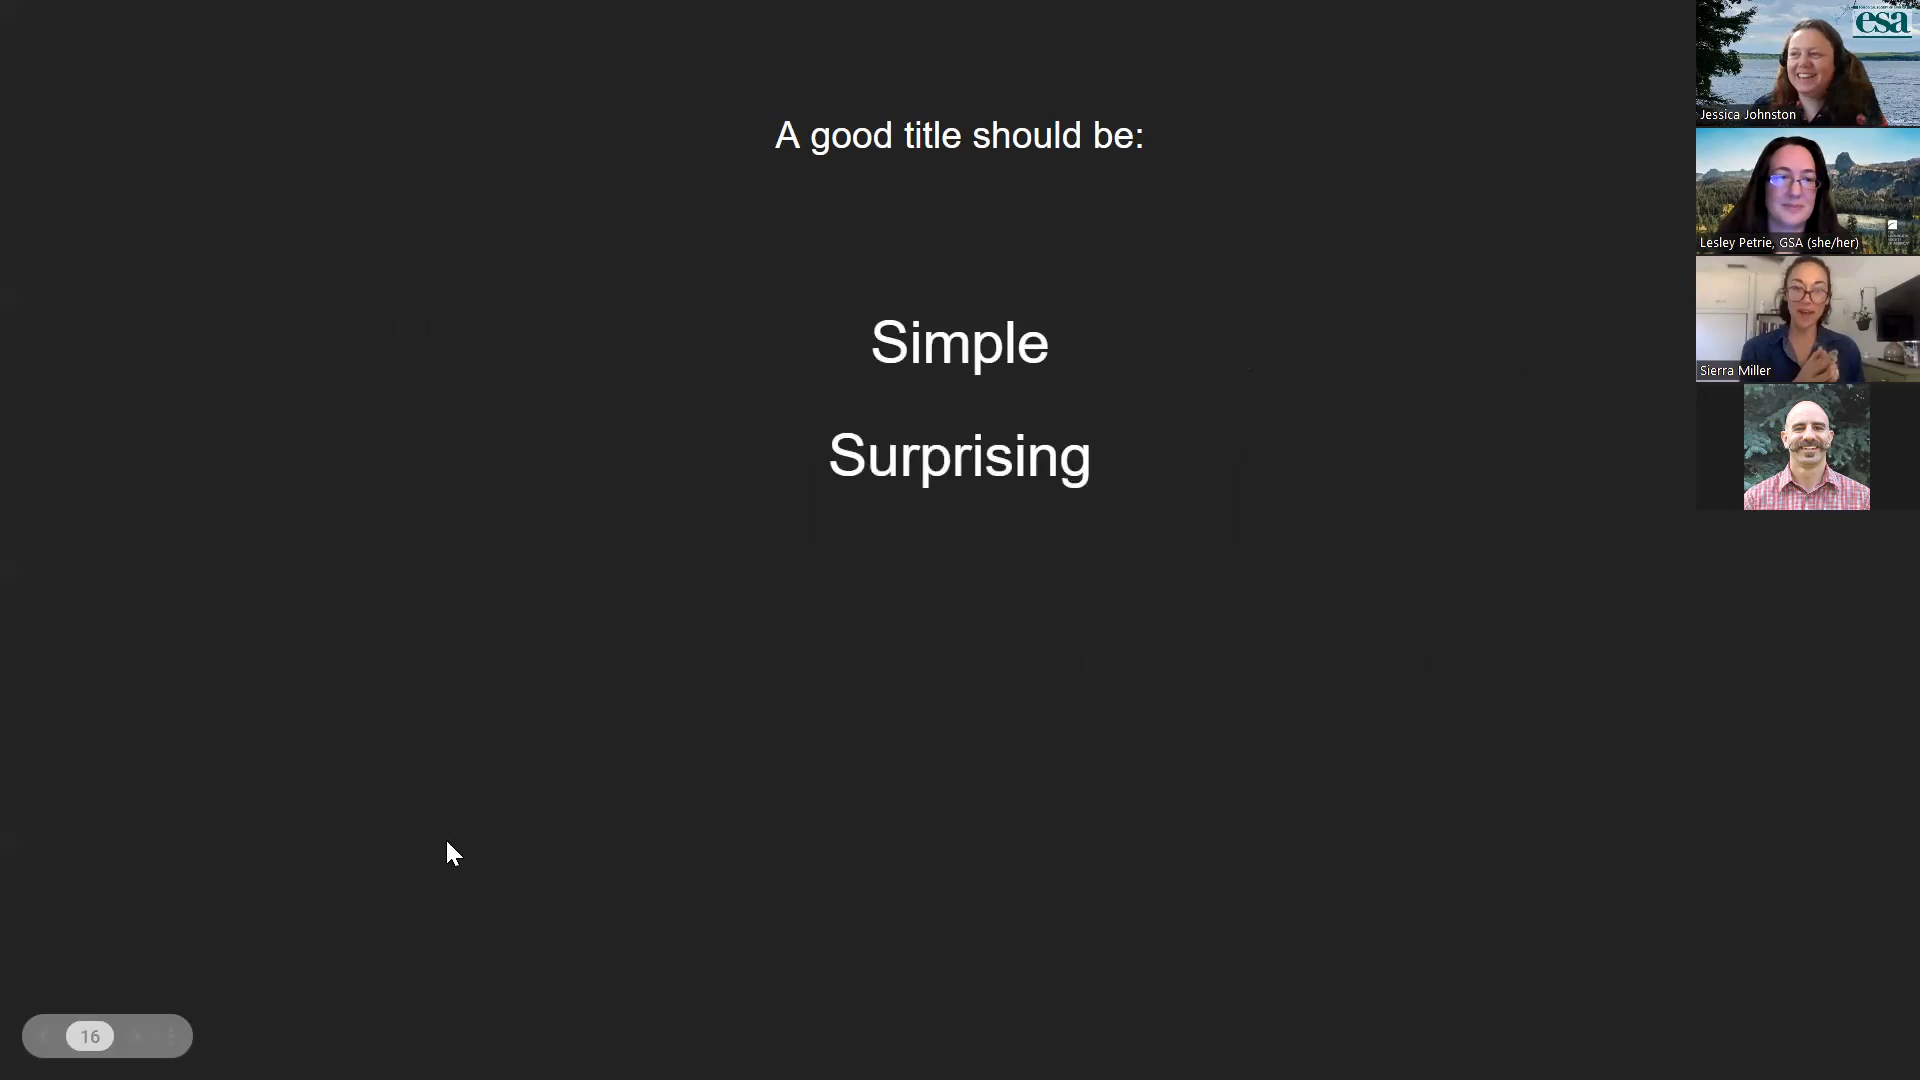 A good title should be:
Simple
Surprising
16
esa
Jessica Johnston
Lesley Petrie, GSA (she/her)
Sierra Miller